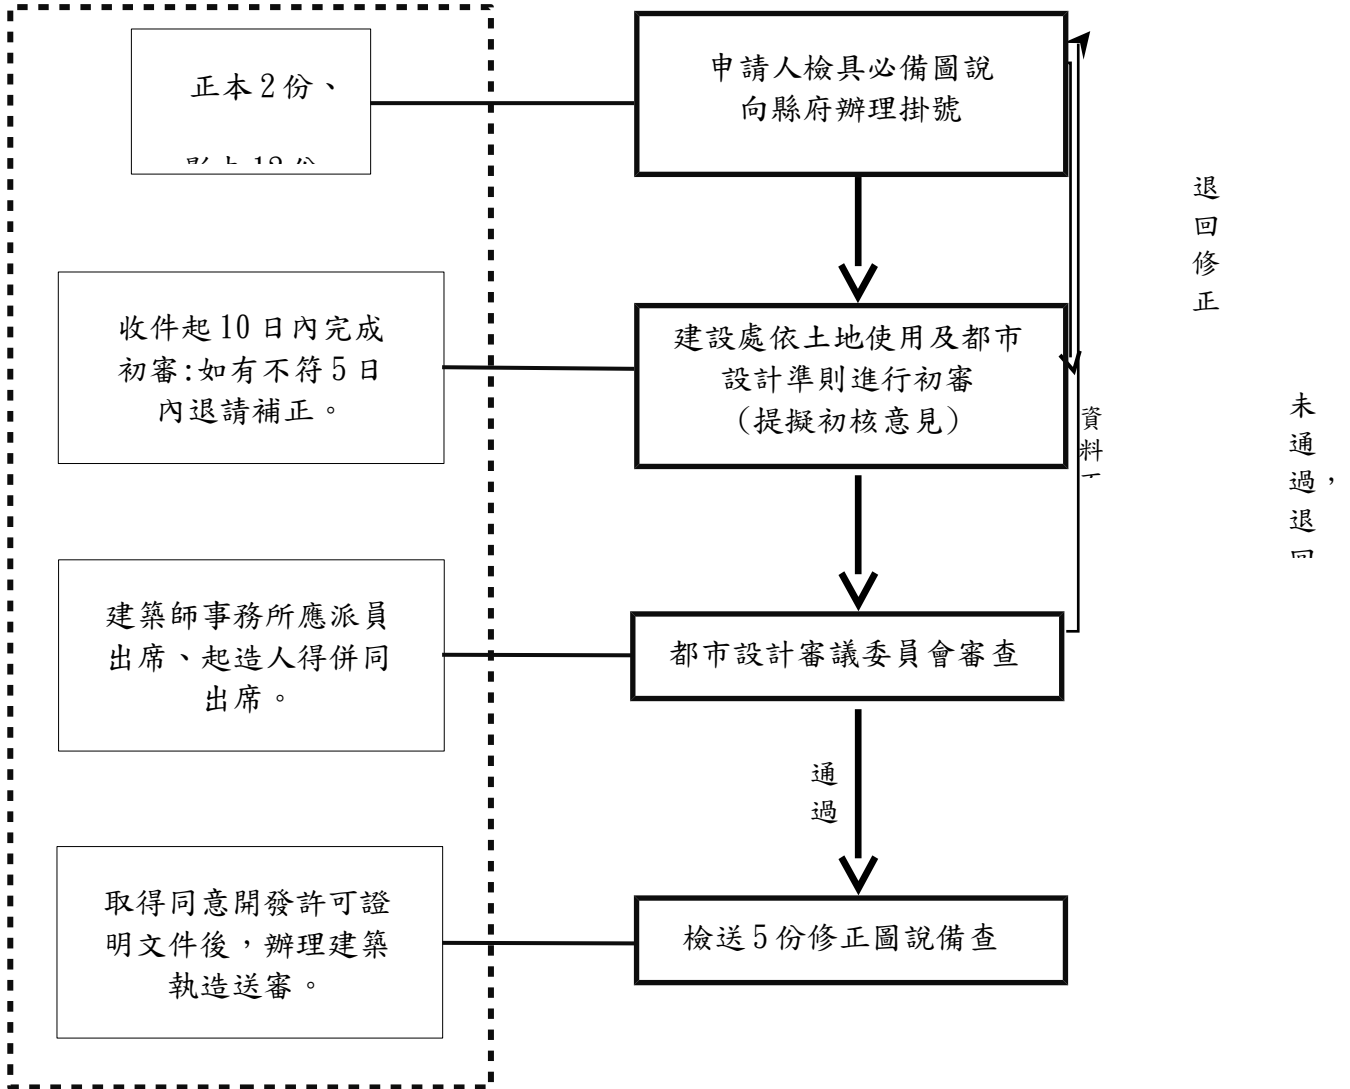 正本2份、
申請人檢具必備圖說
向縣府辦理掛號
退
回
修
正
收件起10日內完成
初審:如有不符5日
內退請補正。
建設處依土地使用及都市
設計準則進行初審
(提擬初核意見)
資
料
未
通
過，
退
建築師事務所應派員
出席、起造人得併同
出席。
都市設計審議委員會審查
通
過
取得同意開發許可證
明文件後，辦理建築
執造送審。
檢送5份修正圖說備查